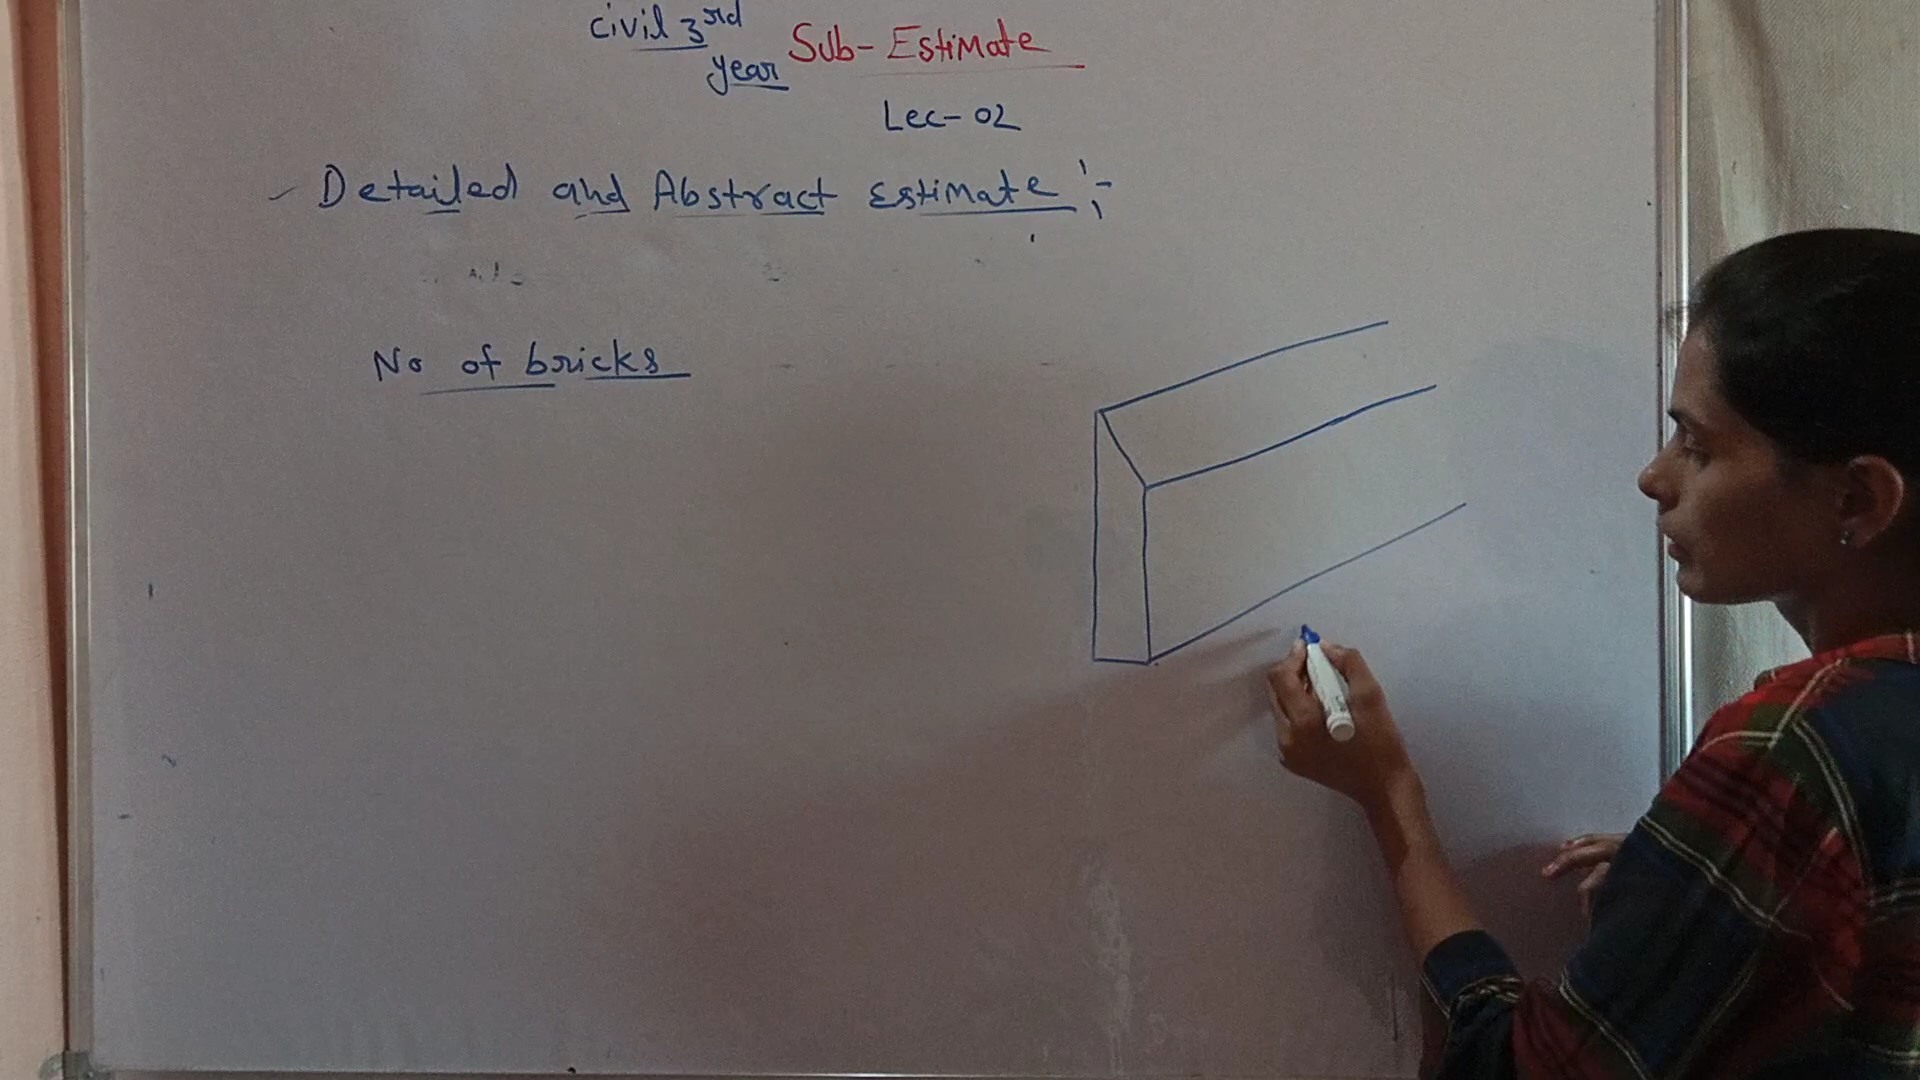 civil 3rd
year
Sub- Estimate
Lec- 02
Detailed and Abstract Estimate :-
No of bricks